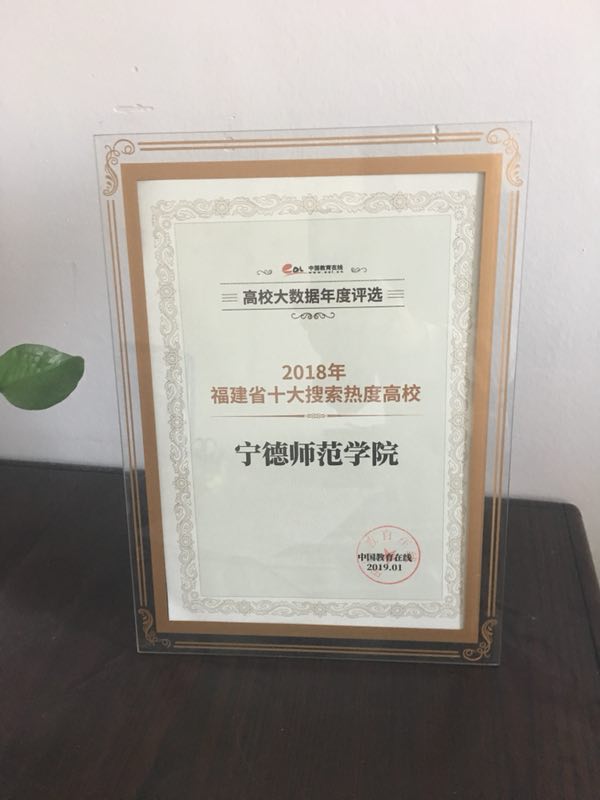 eol 中国教育在线
www.eol.cn
高校大数据年度评选
2018年
福建省十大搜索热度高校
宁德师范学院
中国教育在线
2019.01